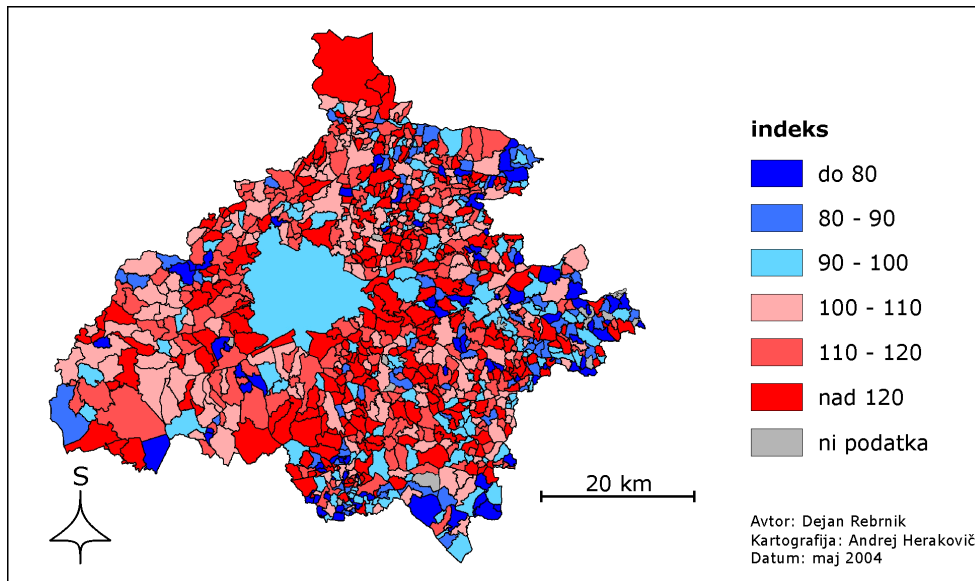 indeks
do 80
80 - 90
90 - 100
100 - 110
110 - 120
nad 120
ni podatka
S
20 km
Avtor: Dejan Rebrnik
Kartografija: Andrej Herakovič
Datum: maj 2004